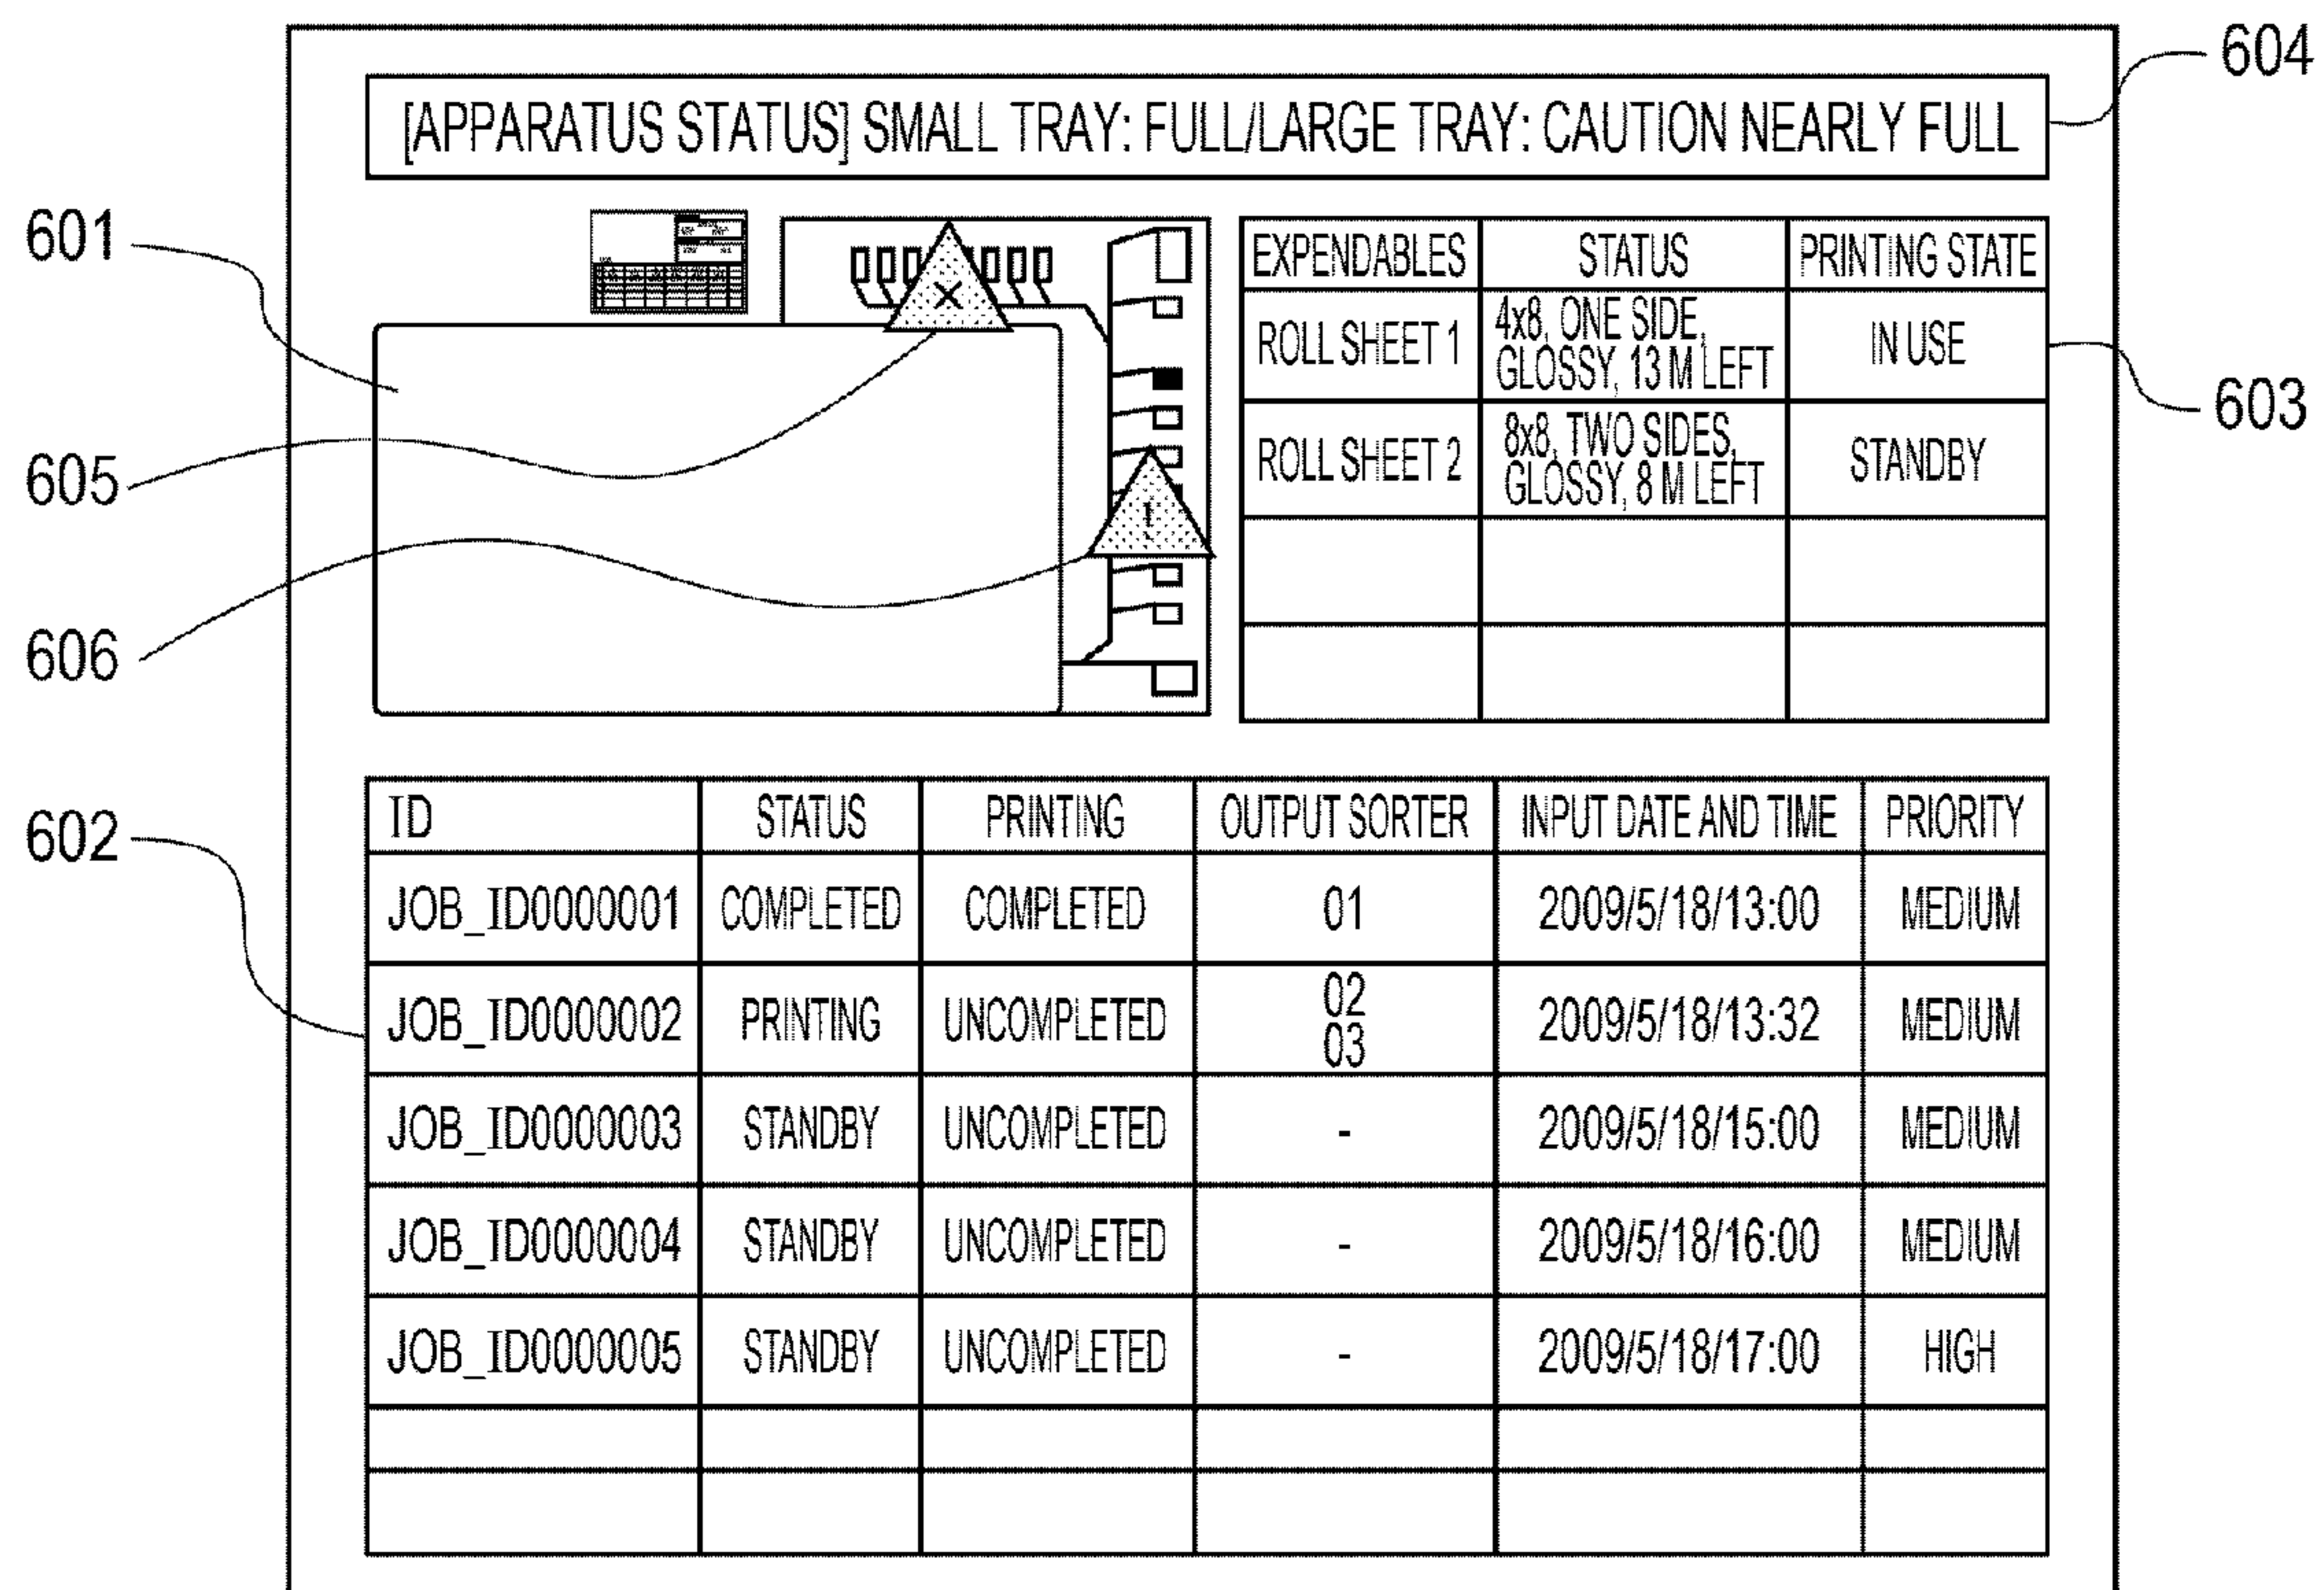 604
[APPARATUS STATUS] SMALL TRAY: FULL/LARGE TRAY: CAUTION NEARLY FULL
601
605
606
×
!
EXPENDABLES STATUS PRINTING STATE
ROLL SHEET 1 4x8, ONE SIDE, GLOSSY, 13 M LEFT IN USE
ROLL SHEET 2 8x8, TWO SIDES, GLOSSY, 8 M LEFT STANDBY
603
602
ID STATUS PRINTING OUTPUT SORTER INPUT DATE AND TIME PRIORITY
JOB_ID0000001 COMPLETED COMPLETED 01 2009/5/18/13:00 MEDIUM
JOB_ID0000002 PRINTING UNCOMPLETED 02 03 2009/5/18/13:32 MEDIUM
JOB_ID0000003 STANDBY UNCOMPLETED - 2009/5/18/15:00 MEDIUM
JOB_ID0000004 STANDBY UNCOMPLETED - 2009/5/18/16:00 MEDIUM
JOB_ID0000005 STANDBY UNCOMPLETED - 2009/5/18/17:00 HIGH